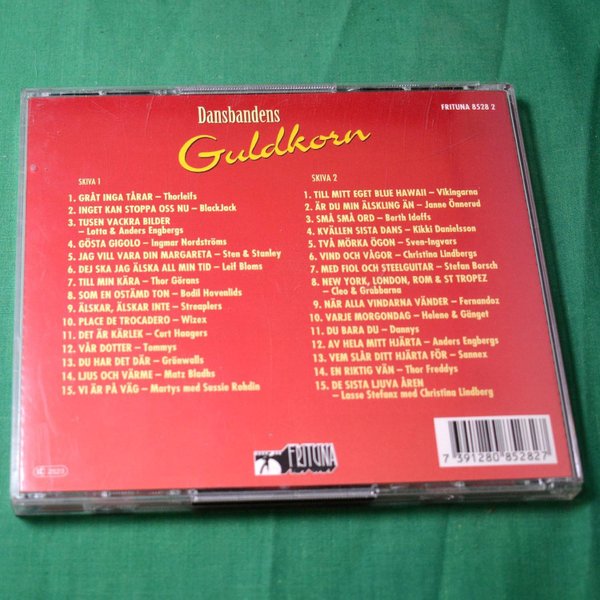 FRITUNA 8528 2
Dansbandens
Guldkorn
SKIVA 1
1. GRÅT INGA TÅRAR – Thorleifs
2. INGET KAN STOPPA OSS NU – BlackJack
3. TUSEN VACKRA BILDER
– Lotta & Anders Engbergs
4. GÖSTA GIGOLO – Ingmar Nordströms
5. JAG VILL VARA DIN MARGARETA – Sten & Stanley
6. DEJ SKA JAG ÄLSKA ALL MIN TID – Leif Bloms
7. TILL MIN KÄRA – Thor Görans
8. SOM EN OSTÄMD TON – Bodil Hovenlids
9. ÄLSKAR, ÄLSKAR INTE – Streaplers
10. PLACE DE TROCADERO – Wizex
11. DET ÄR KÄRLEK – Curt Haagers
12. VÅR DOTTER – Tommys
13. DU HAR DET DÄR – Grönwalls
14. LJUS OCH VÄRME – Matz Bladhs
15. VI ÄR PÅ VÄG – Martys med Sussie Rohdin
SKIVA 2
1. TILL MITT EGET BLUE HAWAII – Vikingarna
2. ÄR DU MIN ÄLSKLING ÄN – Janne Önnerud
3. SMÅ SMÅ ORD – Berth Idoffs
4. KVÄLLEN SISTA DANS – Kikki Danielsson
5. TVÅ MÖRKA ÖGON – Sven-Ingvars
6. VIND OCH VÅGOR – Christina Lindbergs
7. MED FIOL OCH STEELGUITAR – Stefan Borsch
8. NEW YORK, LONDON, ROM & ST TROPEZ
– Cleo & Grabbarna
9. NÄR ALLA VINDARNA VÄNDER – Fernandoz
10. VARJE MORGONDAG – Helene & Gänget
11. DU BARA DU – Dannys
12. AV HELA MITT HJÄRTA – Anders Engbergs
13. VEM SLÅR DITT HJÄRTA FÖR – Sannex
14. EN RIKTIG VÄN – Thor Freddys
15. DE SISTA LJUVA ÅREN
– Lasse Stefanz med Christina Lindberg
FRITUNA
7 391280 852827